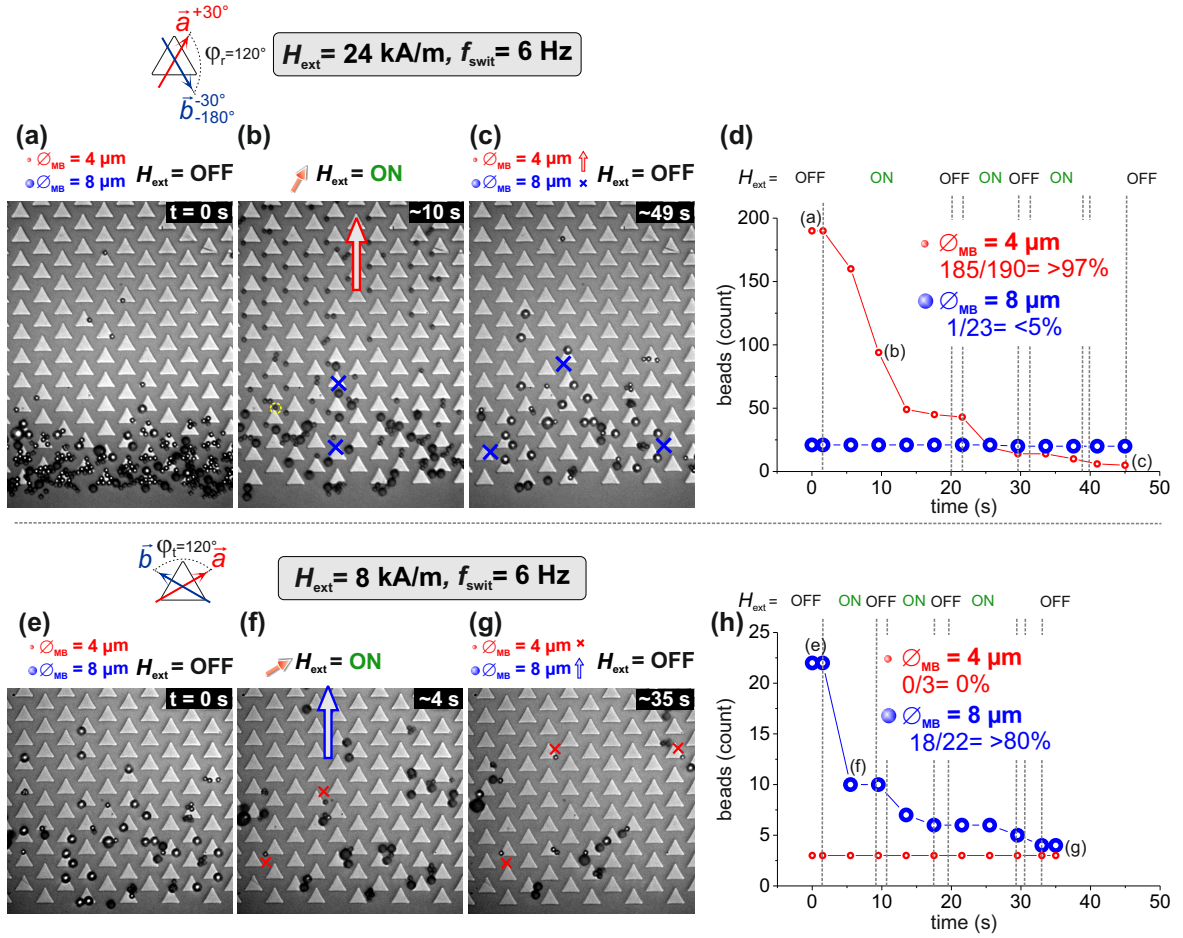 a +30°
φr=120°
b -30° -180°
Hext = 24 kA/m, fswit = 6 Hz
(a)
∅MB = 4 µm
∅MB = 8 µm
Hext = OFF
t = 0 s
(b)
Hext = ON
~10 s
(c)
∅MB = 4 µm
∅MB = 8 µm ×
Hext = OFF
~49 s
(d)
Hext = OFF ON OFF ON OFF ON OFF
200
150
100
50
0
beads (count)
(a)
(b)
(c)
∅MB = 4 µm
185/190= >97%
∅MB = 8 µm
1/23= <5%
0 10 20 30 40 50
time (s)
b φt=120° a
Hext = 8 kA/m, fswit = 6 Hz
(e)
∅MB = 4 µm
∅MB = 8 µm
Hext = OFF
t = 0 s
(f)
Hext = ON
~4 s
(g)
∅MB = 4 µm ×
∅MB = 8 µm
Hext = OFF
~35 s
(h)
Hext = OFF ON OFF ON OFF ON OFF
25
20
15
10
5
0
beads (count)
(e)
(f)
(g)
∅MB = 4 µm
0/3= 0%
∅MB = 8 µm
18/22= >80%
0 10 20 30 40 50
time (s)